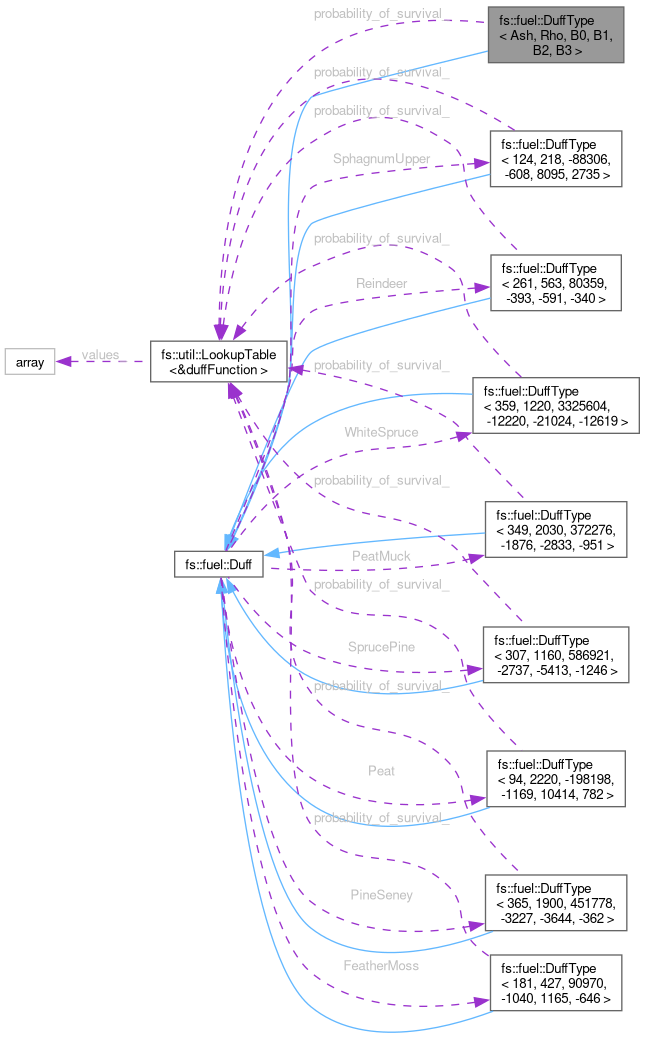 probability_of_survival_
fs::fuel::DuffType
< Ash, Rho, B0, B1,
B2, B3 >
probability_of_survival_
probability_of_survival_
fs::fuel::DuffType
< 124, 218, -88306,
-608, 8095, 2735 >
SphagnumUpper
probability_of_survival_
fs::fuel::DuffType
< 261, 563, 80359,
-393, -591, -340 >
Reindeer
fs::util::LookupTable
<&duffFunction >
array
values_
probability_of_survival_
fs::fuel::DuffType
< 359, 1220, 3325604,
-12220, -21024, -12619 >
WhiteSpruce
probability_of_survival_
fs::fuel::DuffType
< 349, 2030, 372276,
-1876, -2833, -951 >
PeatMuck
fs::fuel::Duff
probability_of_survival_
fs::fuel::DuffType
< 307, 1160, 586921,
-2737, -5413, -1246 >
SprucePine
probability_of_survival_
fs::fuel::DuffType
< 94, 2220, -198198,
-1169, 10414, 782 >
Peat
probability_of_survival_
fs::fuel::DuffType
< 365, 1900, 451778,
-3227, -3644, -362 >
PineSeney
FeatherMoss
fs::fuel::DuffType
< 181, 427, 90970,
-1040, 1165, -646 >